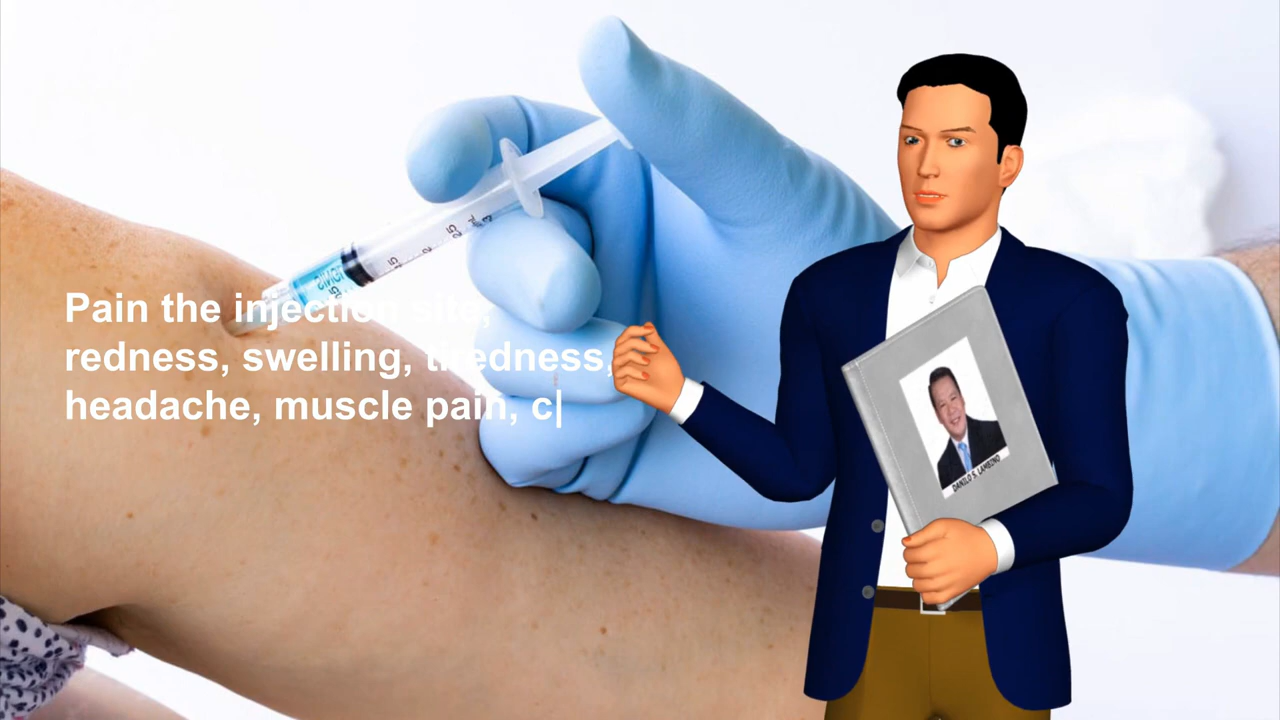 Pain the injection site,
redness, swelling, tiredness,
headache, muscle pain, c|
DANILO S. LAMBINO